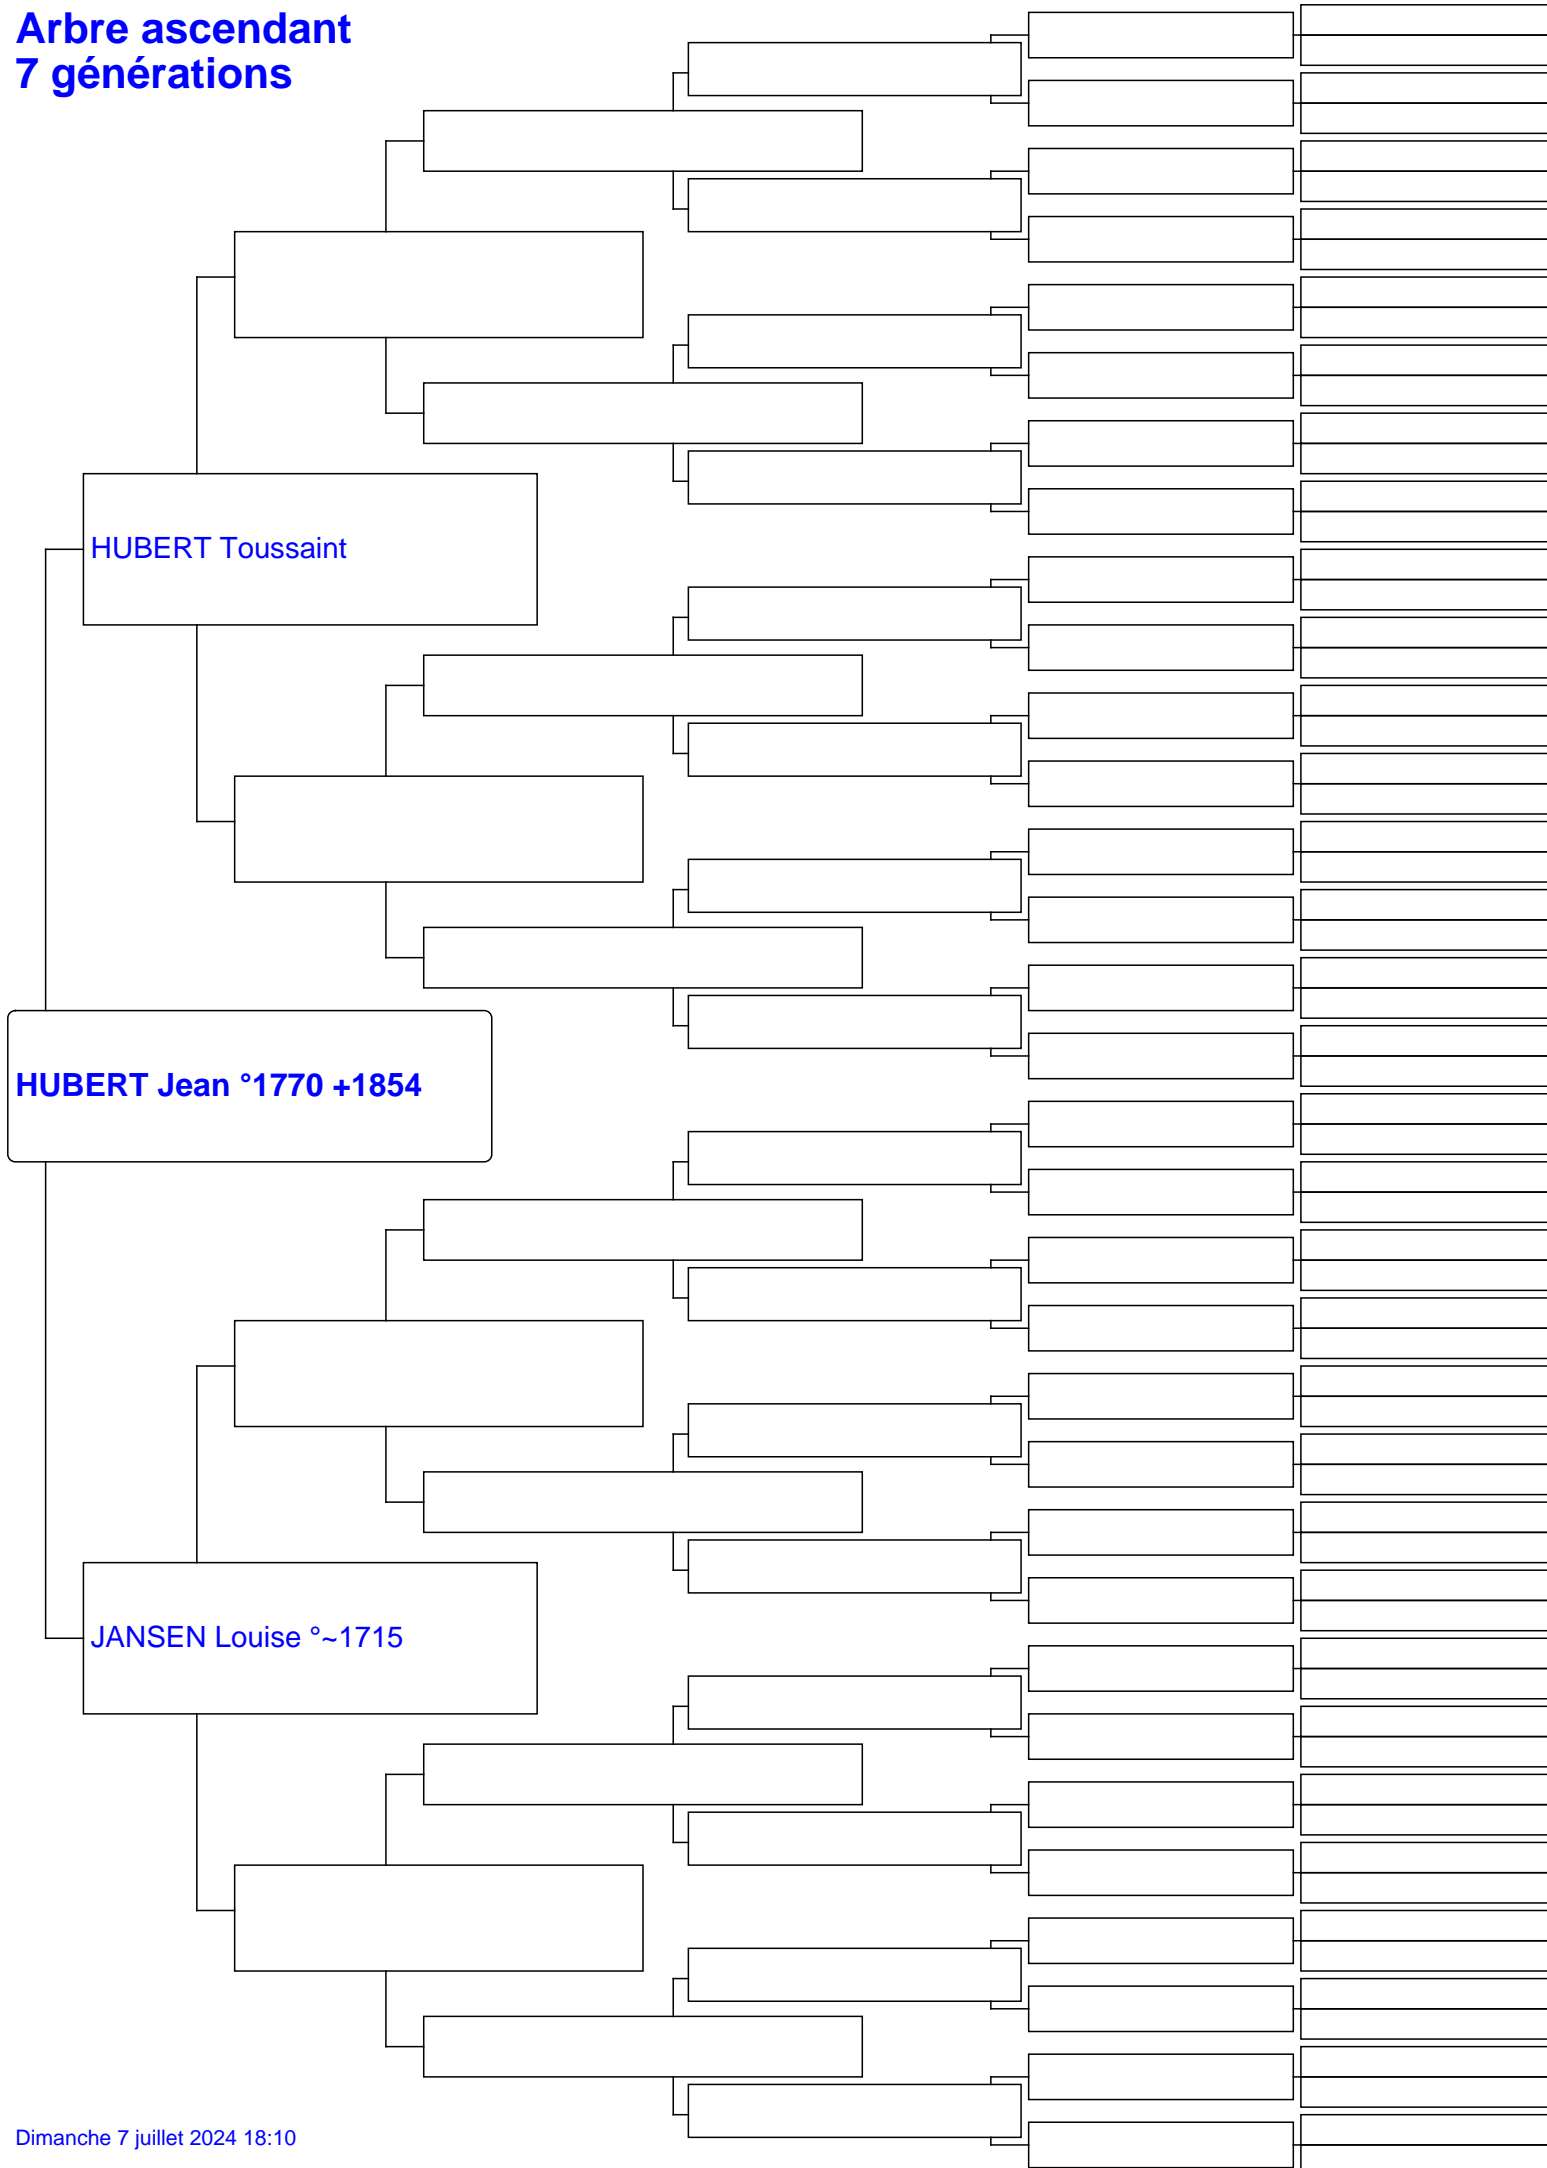 Arbre ascendant
7 générations
HUBERT Toussaint
HUBERT Jean °1770 +1854
JANSEN Louise °~1715
Dimanche 7 juillet 2024 18:10